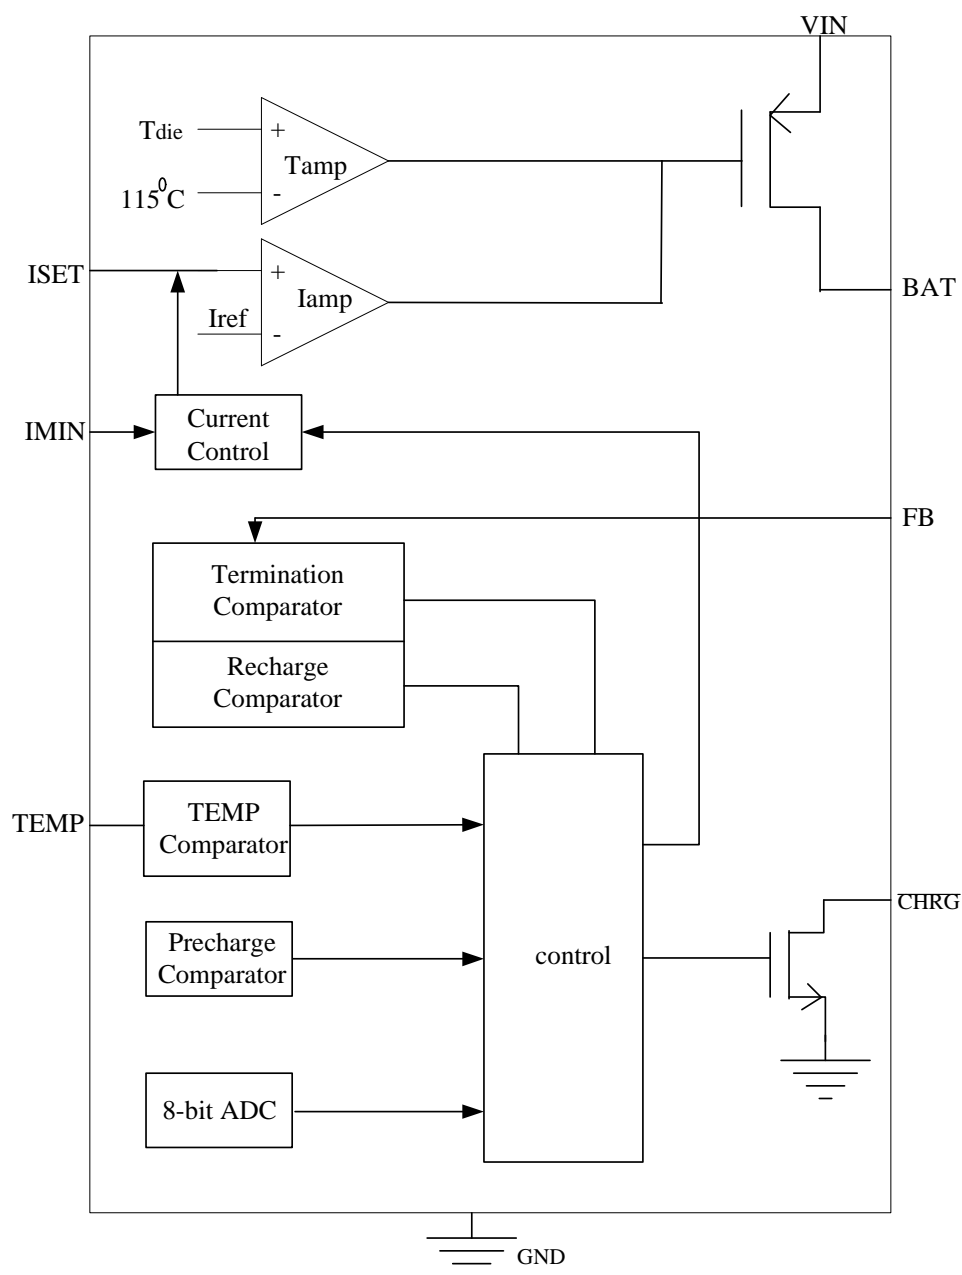 VIN
Tdie
+
Tamp
115⁰C
-
ISET
+
Iamp
BAT
Iref
-
IMIN
Current
Control
FB
Termination
Comparator
Recharge
Comparator
TEMP
TEMP
Comparator
CHRG
Precharge
Comparator
control
8-bit ADC
GND